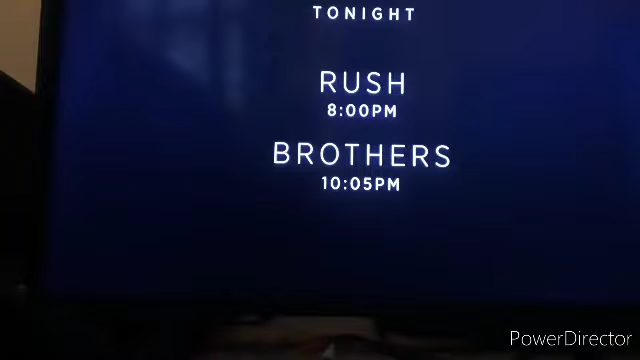 TONIGHT
RUSH
8:00PM
BROTHERS
10:05PM
PowerDirector